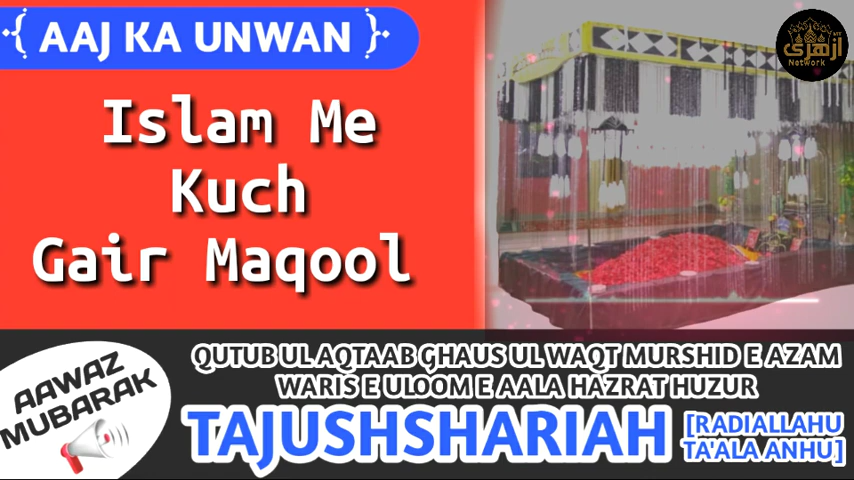 AAJ KA UNWAN
Islam Me
Kuch
Gair Maqool
ازهری
Network
AAWAZ
MUBARAK
QUTUB UL AQTAAB GHAUS UL WAQT MURSHID E AZAM
WARIS E ULOOM E AALA HAZRAT HUZUR
TAJUSHSHARIAH
[RADIALLAHU
TA'ALA ANHU]